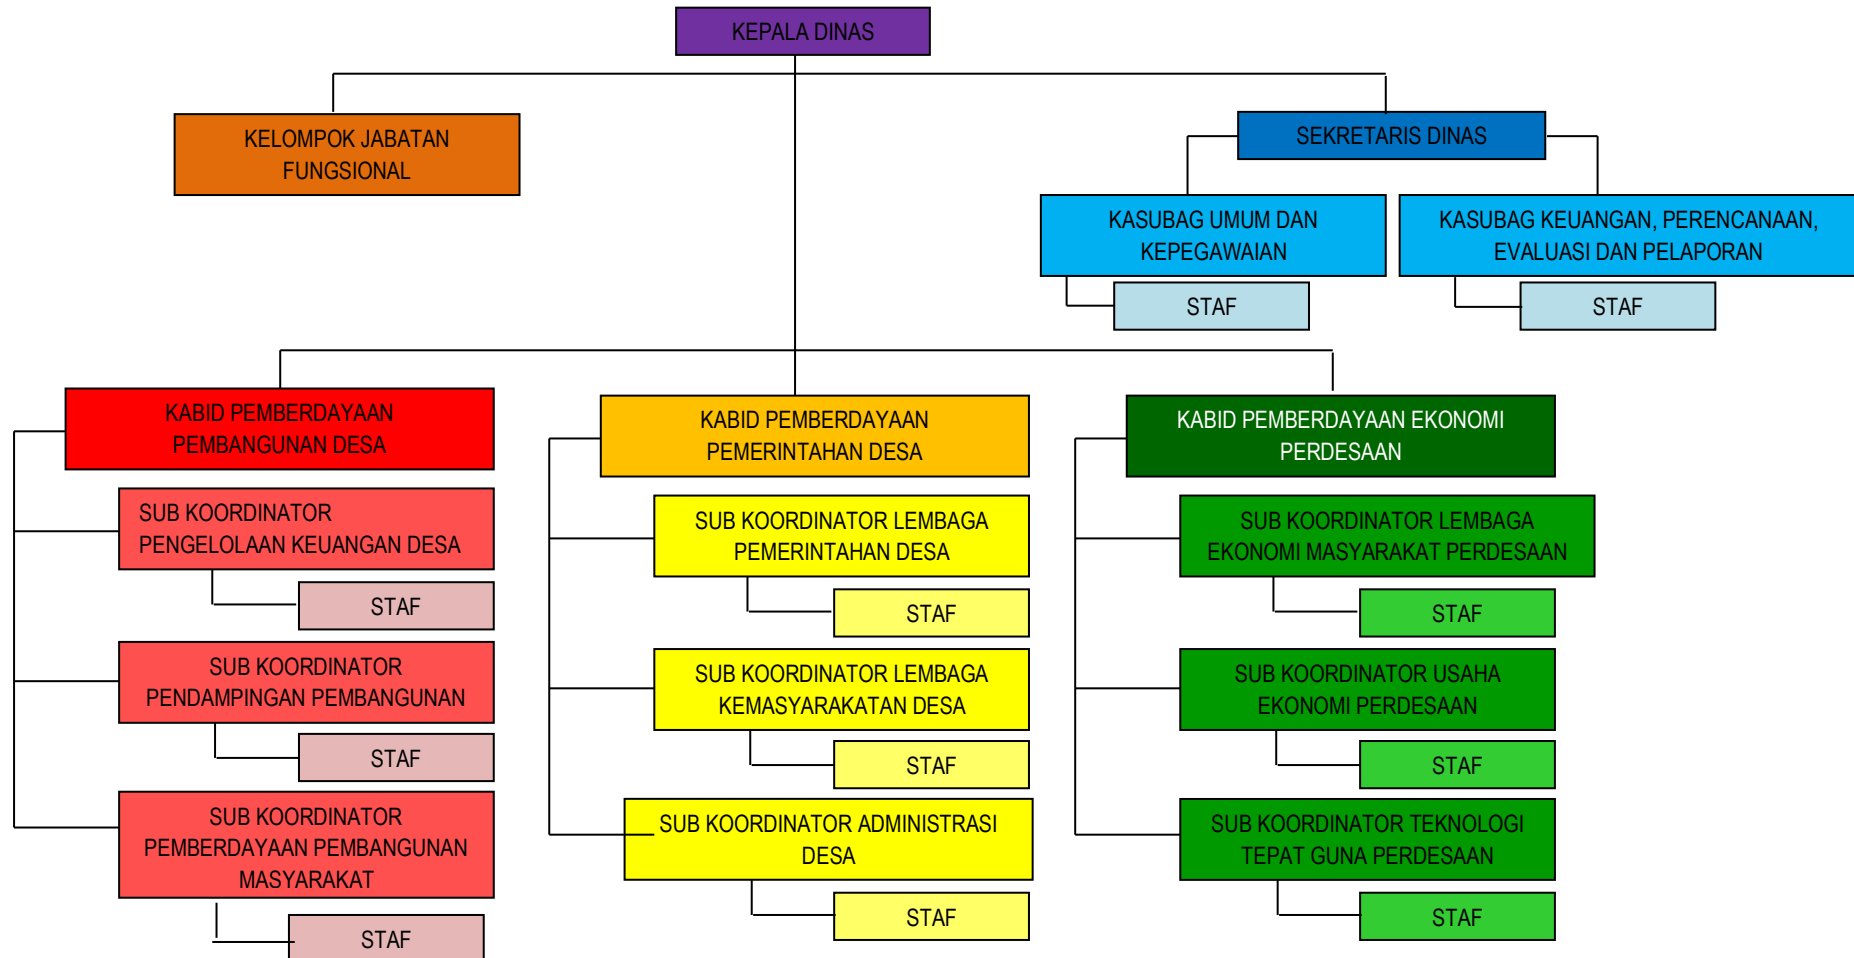 KEPALA DINAS
KELOMPOK JABATAN
FUNGSIONAL
SEKRETARIS DINAS
KASUBAG UMUM DAN
KEPEGAWAIAN
KASUBAG KEUANGAN, PERENCANAAN,
EVALUASI DAN PELAPORAN
STAF
STAF
KABID PEMBERDAYAAN
PEMBANGUNAN DESA
SUB KOORDINATOR
PENGELOLAAN KEUANGAN DESA
STAF
SUB KOORDINATOR
PENDAMPINGAN PEMBANGUNAN
STAF
SUB KOORDINATOR
PEMBERDAYAAN PEMBANGUNAN
MASYARAKAT
STAF
KABID PEMBERDAYAAN
PEMERINTAHAN DESA
SUB KOORDINATOR LEMBAGA
PEMERINTAHAN DESA
STAF
SUB KOORDINATOR LEMBAGA
KEMASYARAKATAN DESA
STAF
SUB KOORDINATOR ADMINISTRASI
DESA
STAF
KABID PEMBERDAYAAN EKONOMI
PERDESAAN
SUB KOORDINATOR LEMBAGA
EKONOMI MASYARAKAT PERDESAAN
STAF
SUB KOORDINATOR USAHA
EKONOMI PERDESAAN
STAF
SUB KOORDINATOR TEKNOLOGI
TEPAT GUNA PERDESAAN
STAF